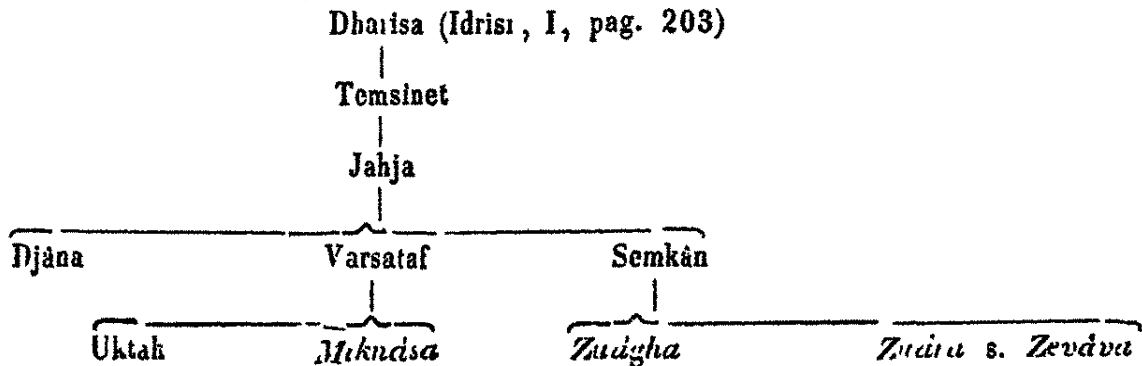 Dharisa (Idrisi, I, pag. 203)
Temsinet
Jahja
Djâna Varsataf Semkân
Uktah Miknâsa Zuâgha s. Zevâva